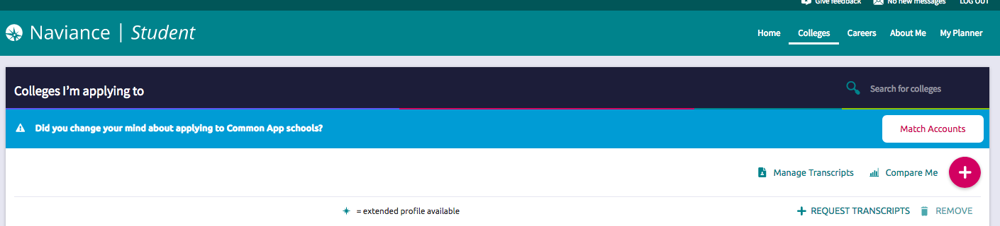 Give feedback No new messages LOG OUT
Naviance | Student
Home Colleges Careers About Me My Planner
Colleges I'm applying to
Search for colleges
Did you change your mind about applying to Common App schools?
Match Accounts
Manage Transcripts Compare Me
= extended profile available
REQUEST TRANSCRIPTS REMOVE